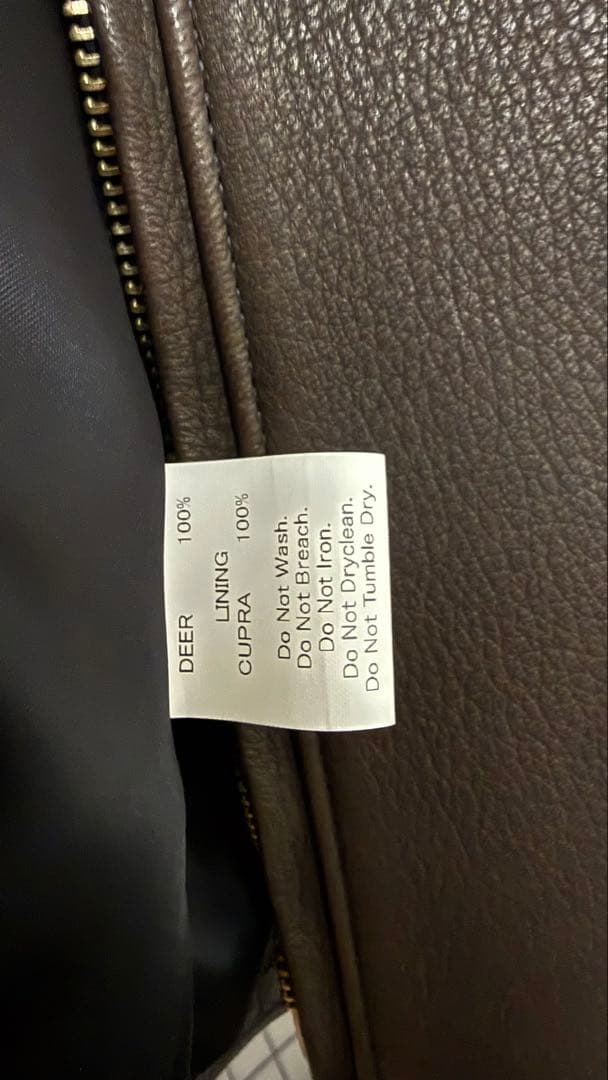 DEER 100%
LINING
CUPRA 100%
Do Not Wash.
Do Not Breach.
Do Not Iron.
Do Not Dryclean.
Do Not Tumble Dry.